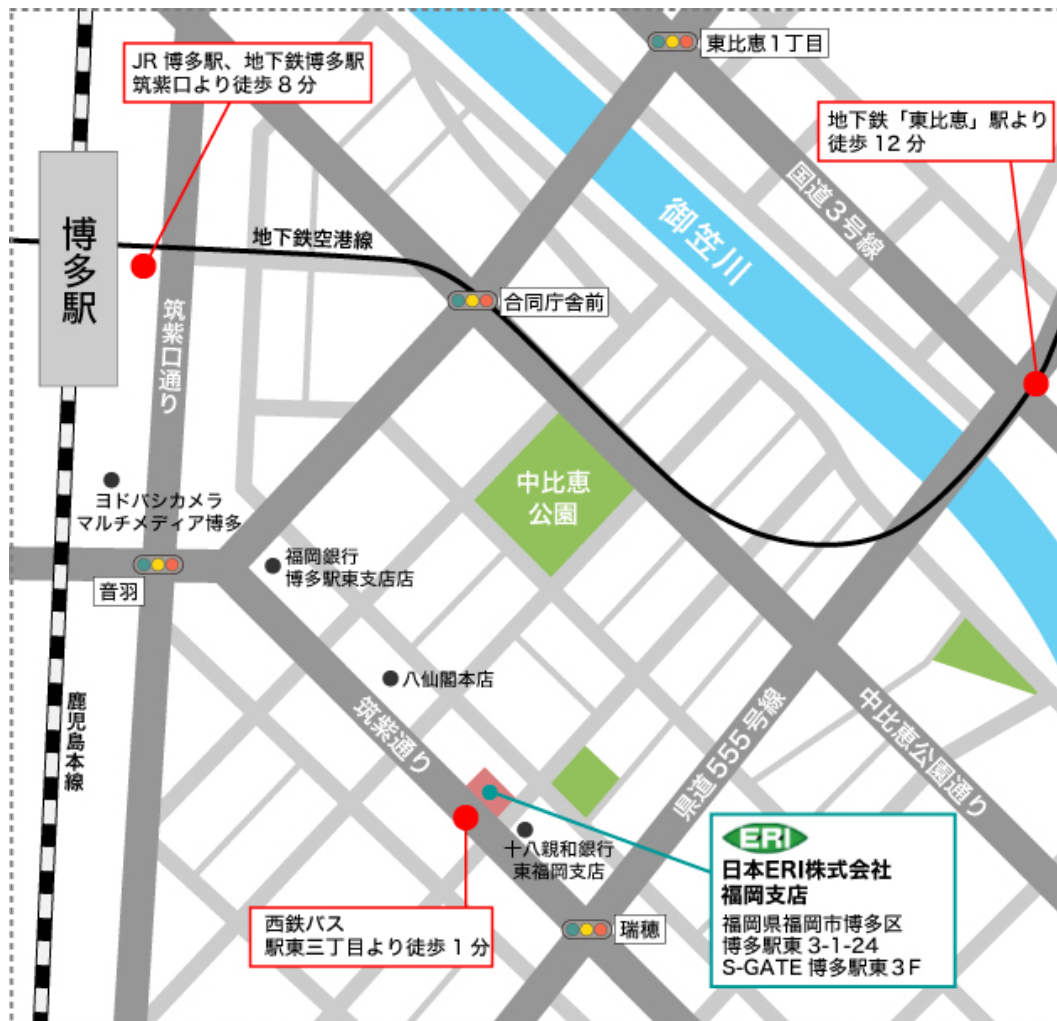 東比恵1丁目
JR 博多駅、地下鉄博多駅
筑紫口より徒歩 8 分
地下鉄「東比恵」駅より
徒歩 12 分
国道3号線
御笠川
博多駅
地下鉄空港線
合同庁舎前
筑紫口通り
中比恵
公園
ヨドバシカメラ
マルチメディア博多
福岡銀行
博多駅東支店店
音羽
八仙閣本店
鹿児島本線
筑紫通り
県道555号線
中比恵公園通り
十八親和銀行
東福岡支店
ERI
日本ERI株式会社
福岡支店
福岡県福岡市博多区
博多駅東 3-1-24
S-GATE 博多駅東3F
西鉄バス
駅東三丁目より徒歩 1 分
瑞穂